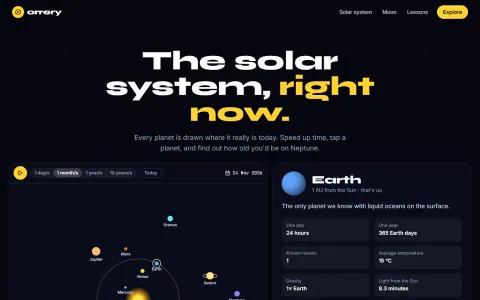 orrery
Solar system
Moon
Lessons
Explore
The solar
system, right
now.
Every planet is drawn where it really is today. Speed up time, tap a
planet, and find out how old you'd be on Neptune.
1 day/s
1 month/s
1 year/s
10 years/s
Today
24 Nov 2026
Uranus
Jupiter
Mars
Earth
Venus
Saturn
Mercury
Earth
1 AU from the Sun · that's us
The only planet we know with liquid oceans on the surface.
One day
24 hours
One year
365 Earth days
Known moons
1
Average temperature
15 °C
Gravity
1× Earth
Light from the Sun
8.3 minutes